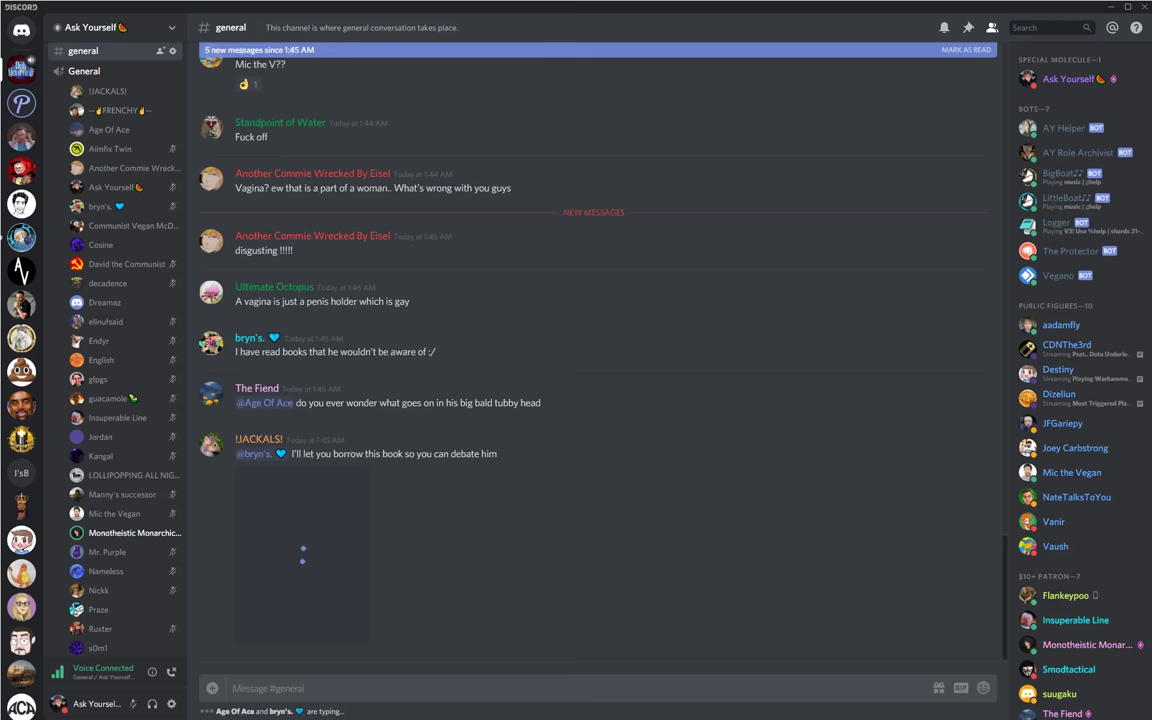 DISCORD
Ask Yourself🍉
general
General
!JACKALS!
--✌FRENCHY✌--
Age Of Ace
Aimfix Twin
Another Commie Wreck...
Ask Yourself🍉
bryn's. 💙
Communist Vegan McD...
Cosine
David the Communist
decadence
Dreamaz
elinufsaid
Endyr
English
glpgs
guacamole
Insuperable Line
Jordan
Kangal
LOLLIPOPPING ALL NIG...
Manny's successor
Mic the Vegan
Monotheistic Monarchic...
Mr. Purple
Nameless
Nickk
Praze
Ruxter
s0m1
Voice Connected
General / Ask Yourself...
Ask Yoursel...
P
AV
I'sB
ACA
# general
This channel is where general conversation takes place.
Search
5 new messages since 1:45 AM
MARK AS READ
Mic the V??
👌 1
Standpoint of Water Today at 1:44 AM
Fuck off
Another Commie Wrecked By Eisel Today at 1:44 AM
Vagina? ew that is a part of a woman.. What's wrong with you guys
NEW MESSAGES
Another Commie Wrecked By Eisel Today at 1:45 AM
disgusting !!!!!
Ultimate Octopus Today at 1:45 AM
A vagina is just a penis holder which is gay
bryn's. 💙 Today at 1:45 AM
I have read books that he wouldn't be aware of :/
The Fiend Today at 1:45 AM
@Age Of Ace do you ever wonder what goes on in his big bald tubby head
!JACKALS! Today at 1:45 AM
@bryn's. 💙 I'll let you borrow this book so you can debate him
Message #general
GIF
Age Of Ace and bryn's. 💙 are typing...
SPECIAL MOLECULE—1
Ask Yourself🍉
BOTS—7
AY Helper BOT
AY Role Archivist BOT
BigBoat♪♪ BOT
Playing music | ;;help
LittleBoat♪♪ BOT
Playing music | ;;help
Logger BOT
Playing V3! Use %help | shards 21-...
The Protector BOT
Vegano BOT
PUBLIC FIGURES—10
aadamfly
CDNThe3rd
Streaming Psst.. Data Underlo...
Destiny
Streaming Playing Warhamme...
Dizeliun
Streaming Most Triggered Pla...
JFGariepy
Joey Carbstrong
Mic the Vegan
NateTalksToYou
Vanir
Vaush
$10+ PATRON—7
Flankeypoo
Insuperable Line
Monotheistic Monar...
Smodtactical
suugaku
The Fiend